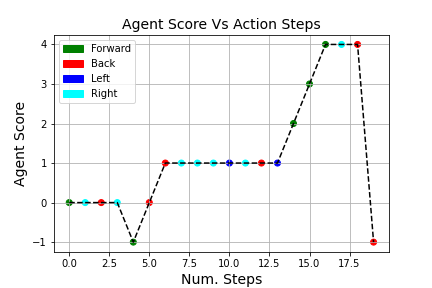 Agent Score Vs Action Steps
4
3
2
1
0
−1
Agent Score
Forward
Back
Left
Right
0.0 2.5 5.0 7.5 10.0 12.5 15.0 17.5
Num. Steps